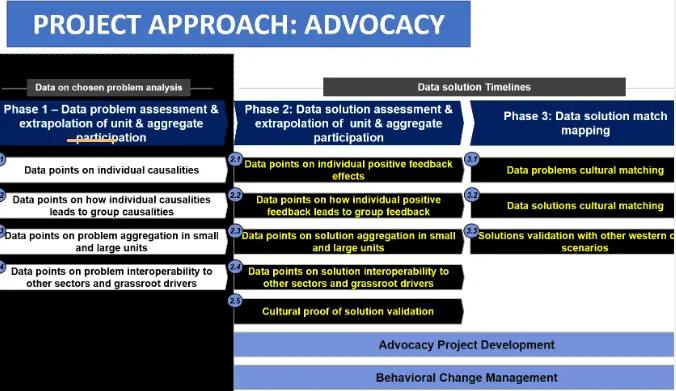 PROJECT APPROACH: ADVOCACY
Data on chosen problem analysis
Data solution Timelines
Phase 1 – Data problem assessment &
extrapolation of unit & aggregate
participation
Phase 2: Data solution assessment &
extrapolation of unit & aggregate
participation
Phase 3: Data solution match
mapping
Data points on individual causalities
2.1
Data points on individual positive feedback
effects
3.1
Data problems cultural matching
Data points on how individual causalities
leads to group causalities
2.2
Data points on how individual positive
feedback leads to group feedback
3.2
Data solutions cultural matching
Data points on problem aggregation in small
and large units
2.3
Data points on solution aggregation in small
and large units
3.3
Solutions validation with other western
scenarios
Data points on problem interoperability to
other sectors and grassroot drivers
2.4
Data points on solution interoperability to
other sectors and grassroot drivers
2.5
Cultural proof of solution validation
Advocacy Project Development
Behavioral Change Management